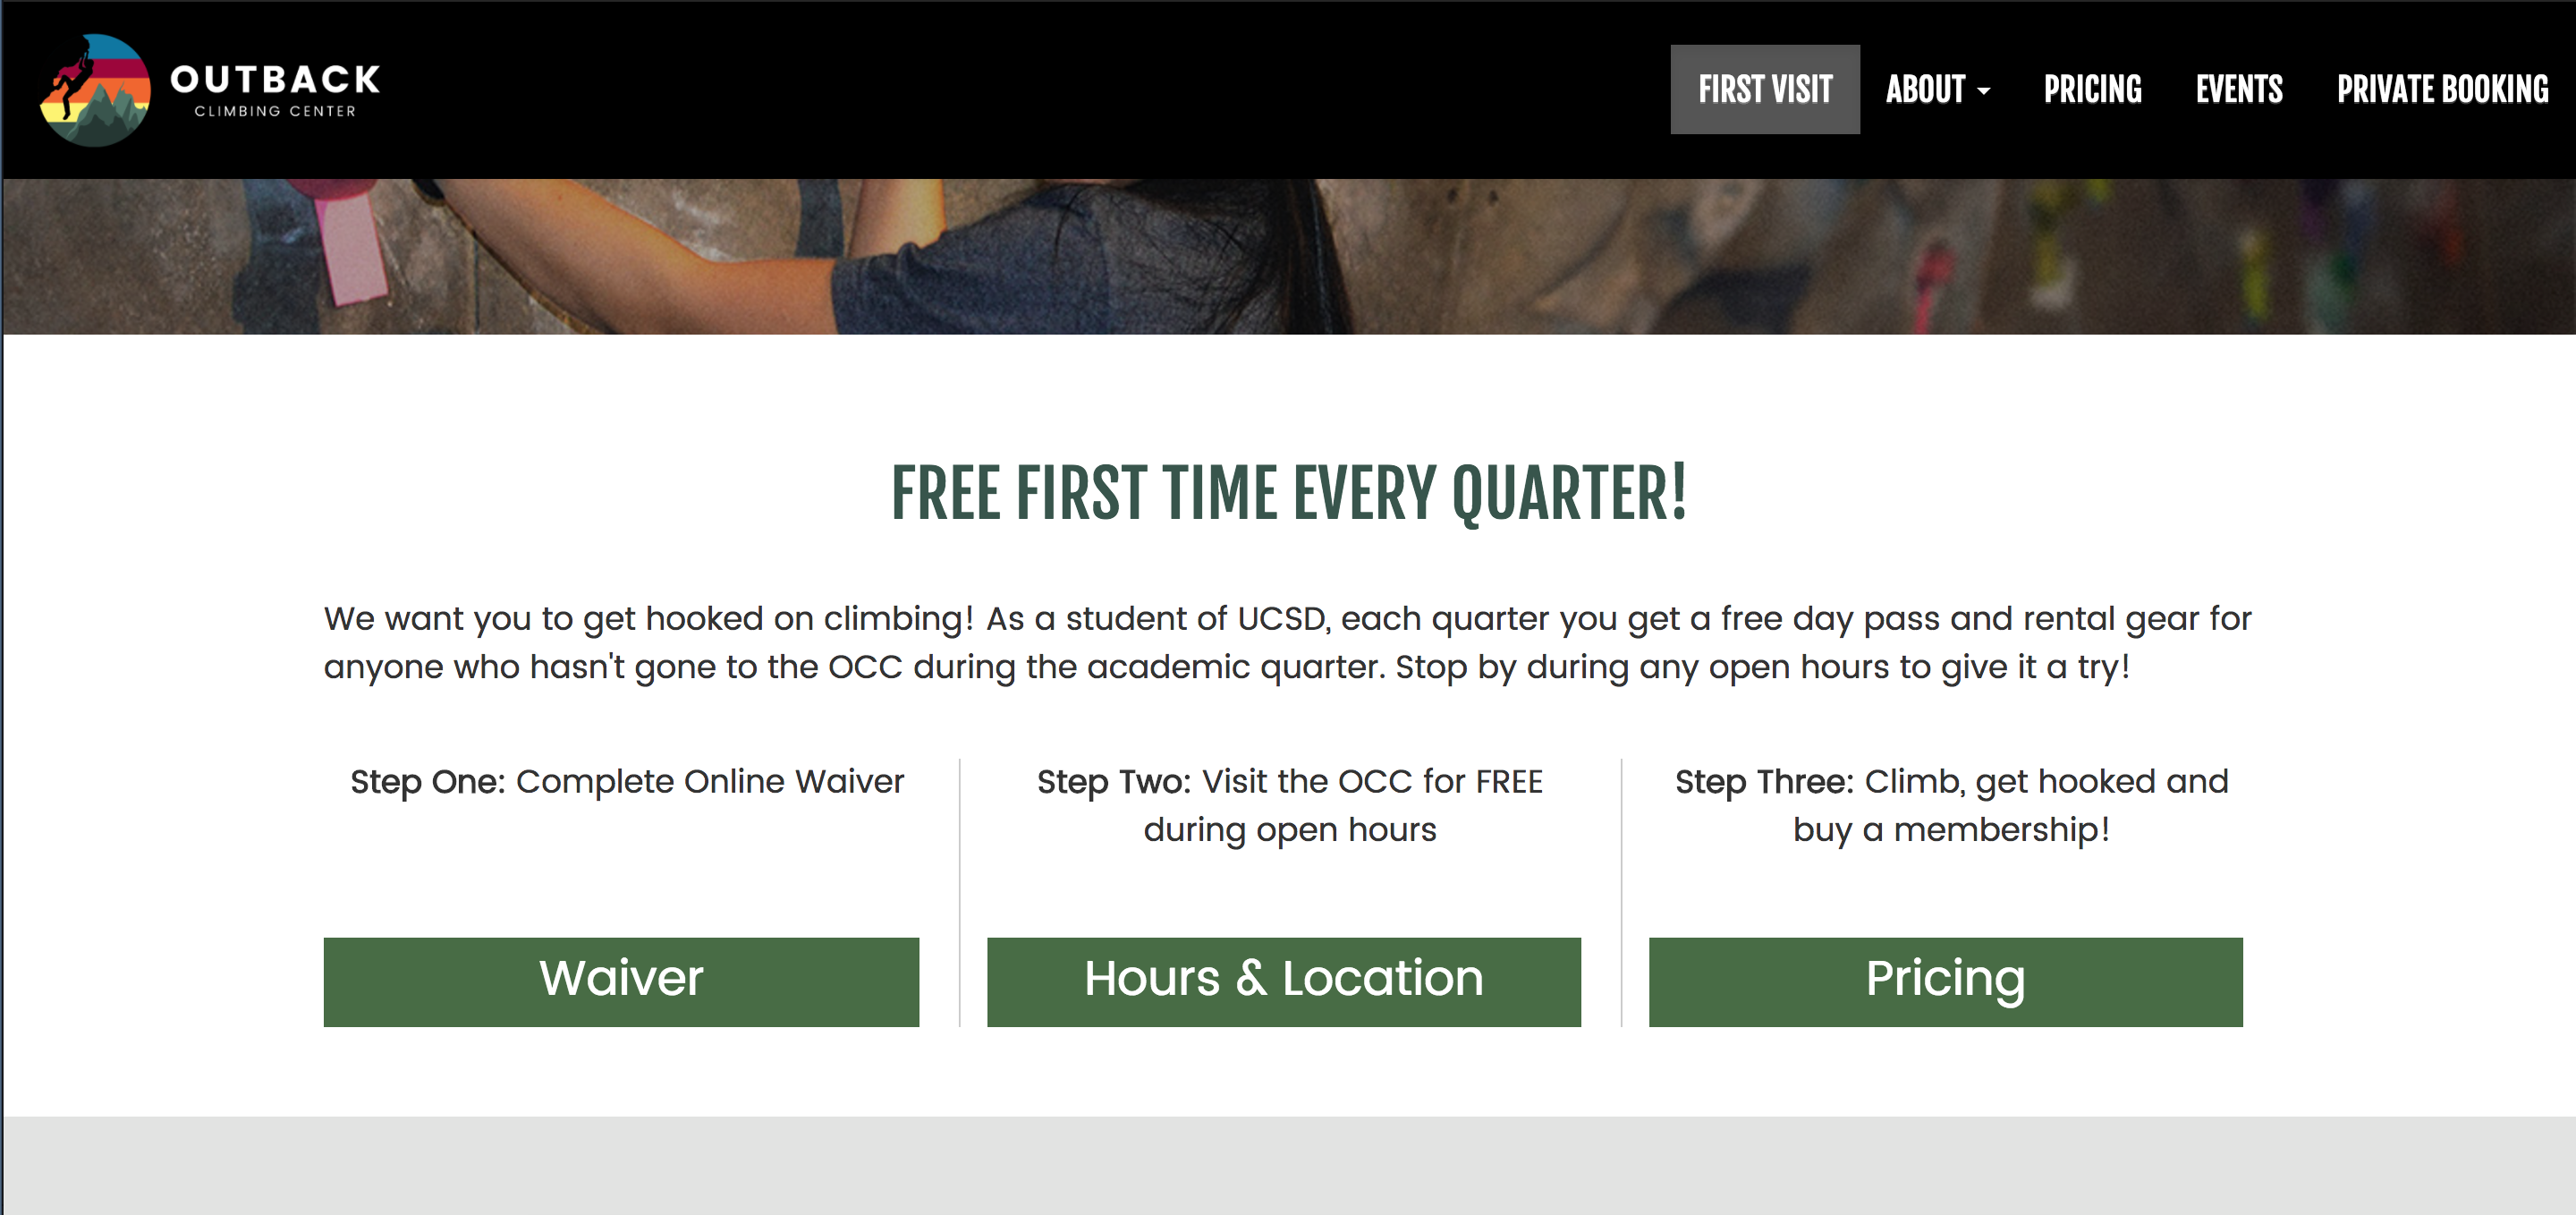 OUTBACK
CLIMBING CENTER
FIRST VISIT
ABOUT
PRICING
EVENTS
PRIVATE BOOKING
FREE FIRST TIME EVERY QUARTER!
We want you to get hooked on climbing! As a student of UCSD, each quarter you get a free day pass and rental gear for
anyone who hasn't gone to the OCC during the academic quarter. Stop by during any open hours to give it a try!
Step One: Complete Online Waiver
Waiver
Step Two: Visit the OCC for FREE
during open hours
Hours & Location
Step Three: Climb, get hooked and
buy a membership!
Pricing